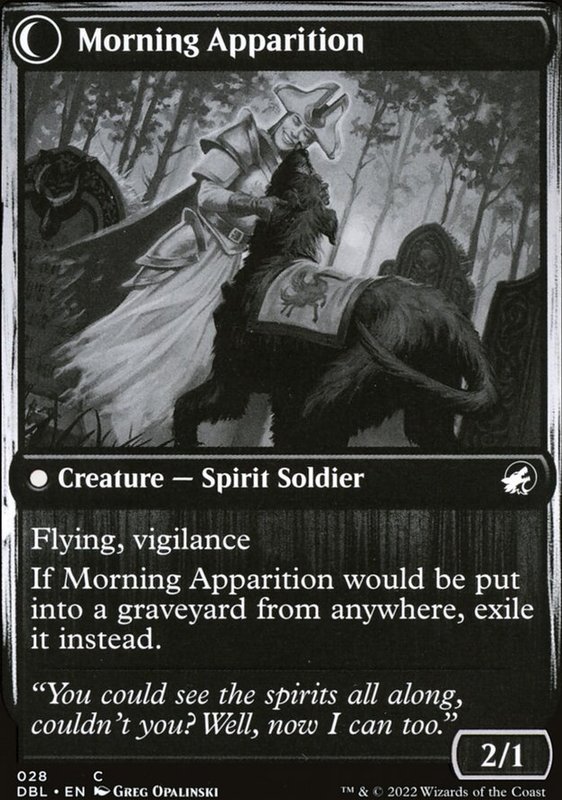 Morning Apparition
Creature — Spirit Soldier
Flying, vigilance
If Morning Apparition would be put
into a graveyard from anywhere, exile
it instead.
“You could see the spirits all along,
couldn’t you? Well, now I can too.”
2/1
028 C
DBL • EN Greg Opalinski
™ & © 2022 Wizards of the Coast